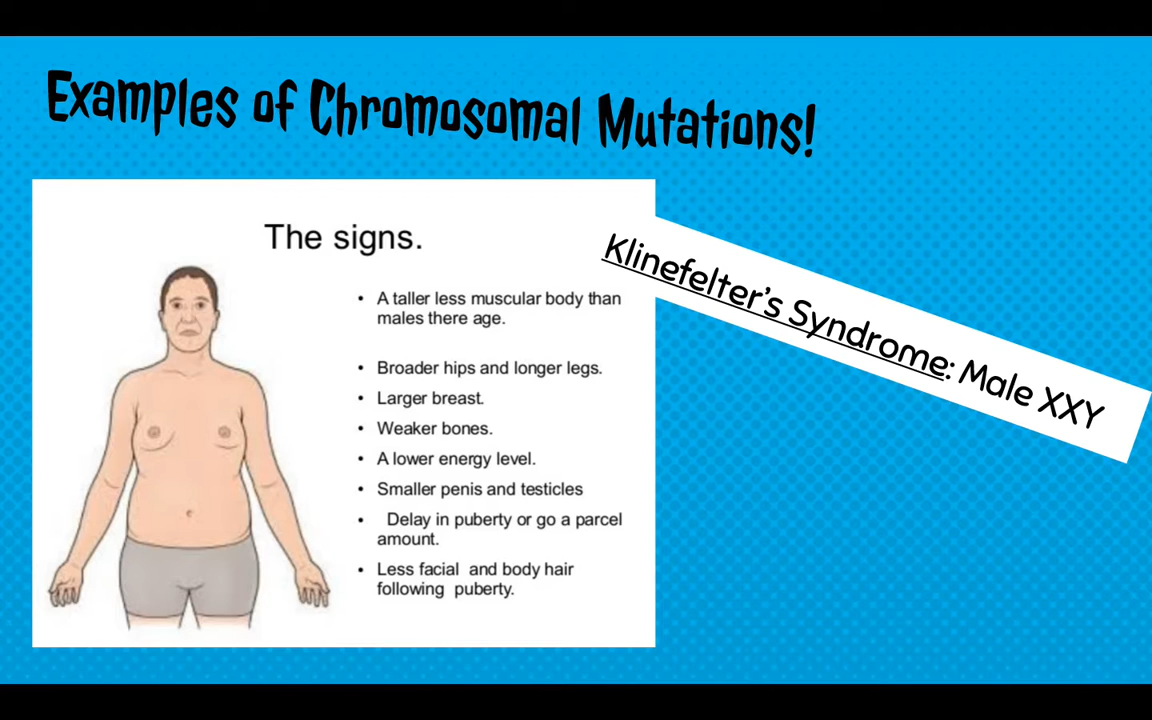 Examples of Chromosomal Mutations!
The signs.
Klinefelter's Syndrome: Male XXY
• A taller less muscular body than
males there age.
• Broader hips and longer legs.
• Larger breast.
• Weaker bones.
• A lower energy level.
• Smaller penis and testicles
• Delay in puberty or go a parcel
amount.
• Less facial and body hair
following puberty.